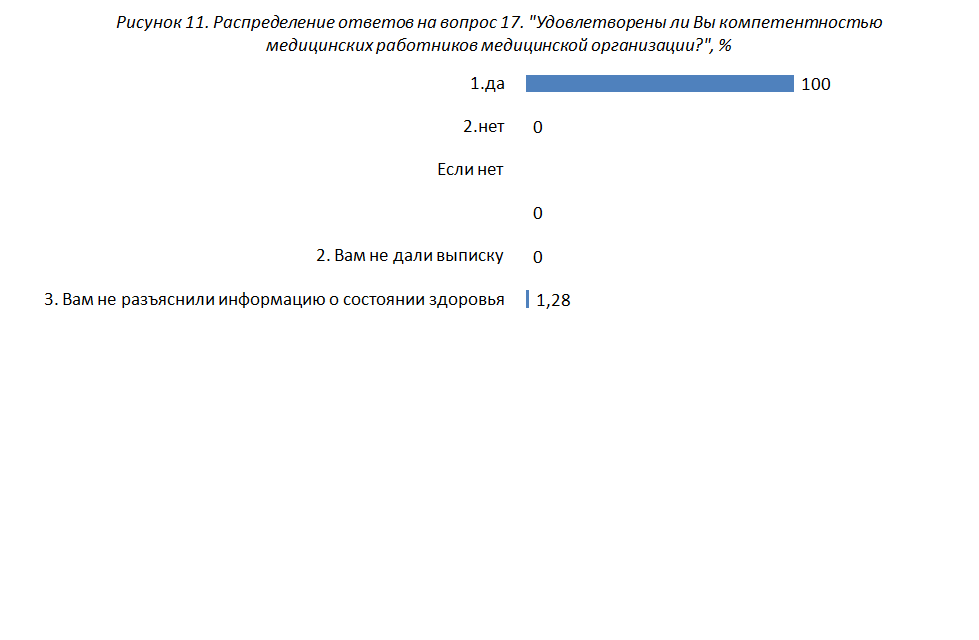 Рисунок 11. Распределение ответов на вопрос 17. "Удовлетворены ли Вы компетентностью
медицинских работников медицинской организации?", %
1.да 100
2.нет 0
Если нет
0
2. Вам не дали выписку 0
3. Вам не разъяснили информацию о состоянии здоровья 1,28